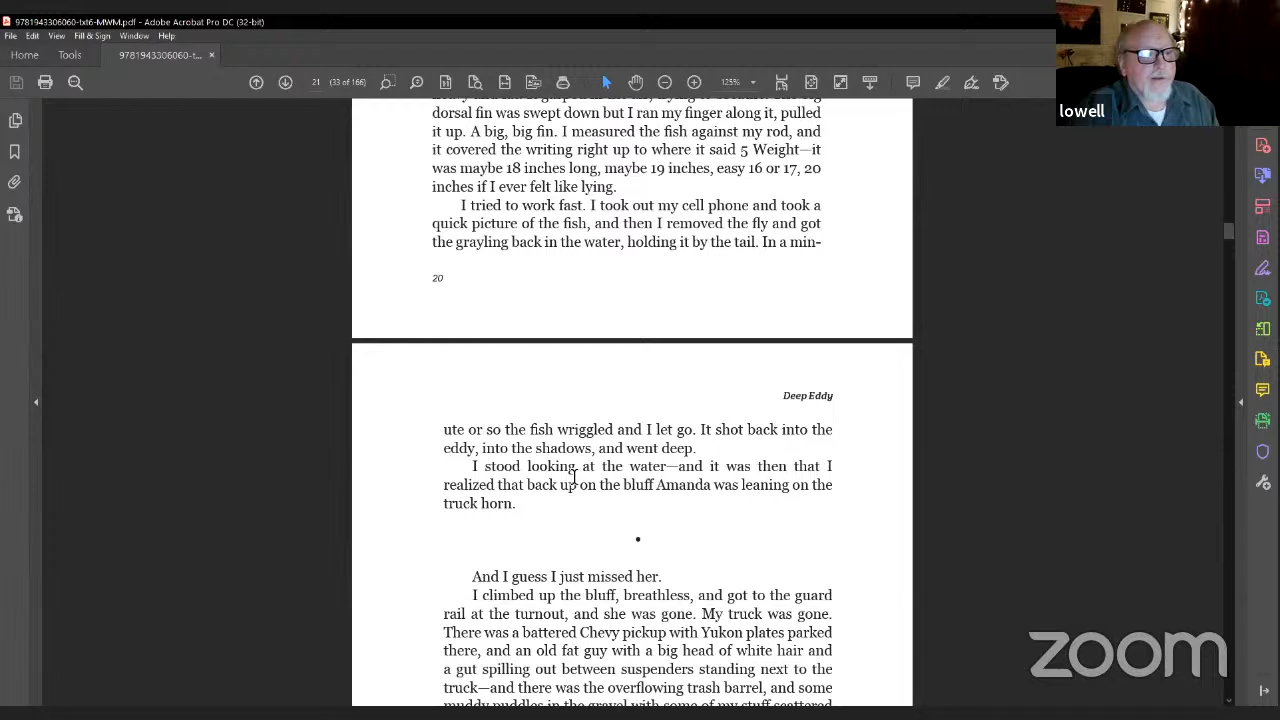 9781943306060-txt6-MWM.pdf - Adobe Acrobat Pro DC (32-bit)
File Edit View Fill & Sign Window Help
Home Tools 9781943306060-tx... ×
21 (33 of 166) 125%
lowell
dorsal fin was swept down but I ran my finger along it, pulled
it up. A big, big fin. I measured the fish against my rod, and
it covered the writing right up to where it said 5 Weight—it
was maybe 18 inches long, maybe 19 inches, easy 16 or 17, 20
inches if I ever felt like lying.
I tried to work fast. I took out my cell phone and took a
quick picture of the fish, and then I removed the fly and got
the grayling back in the water, holding it by the tail. In a min-
20
Deep Eddy
ute or so the fish wriggled and I let go. It shot back into the
eddy, into the shadows, and went deep.
I stood looking at the water—and it was then that I
realized that back up on the bluff Amanda was leaning on the
truck horn.
•
And I guess I just missed her.
I climbed up the bluff, breathless, and got to the guard
rail at the turnout, and she was gone. My truck was gone.
There was a battered Chevy pickup with Yukon plates parked
there, and an old fat guy with a big head of white hair and
a gut spilling out between suspenders standing next to the
truck—and there was the overflowing trash barrel, and some
muddy puddles in the gravel with some of my stuff scattered
zoom